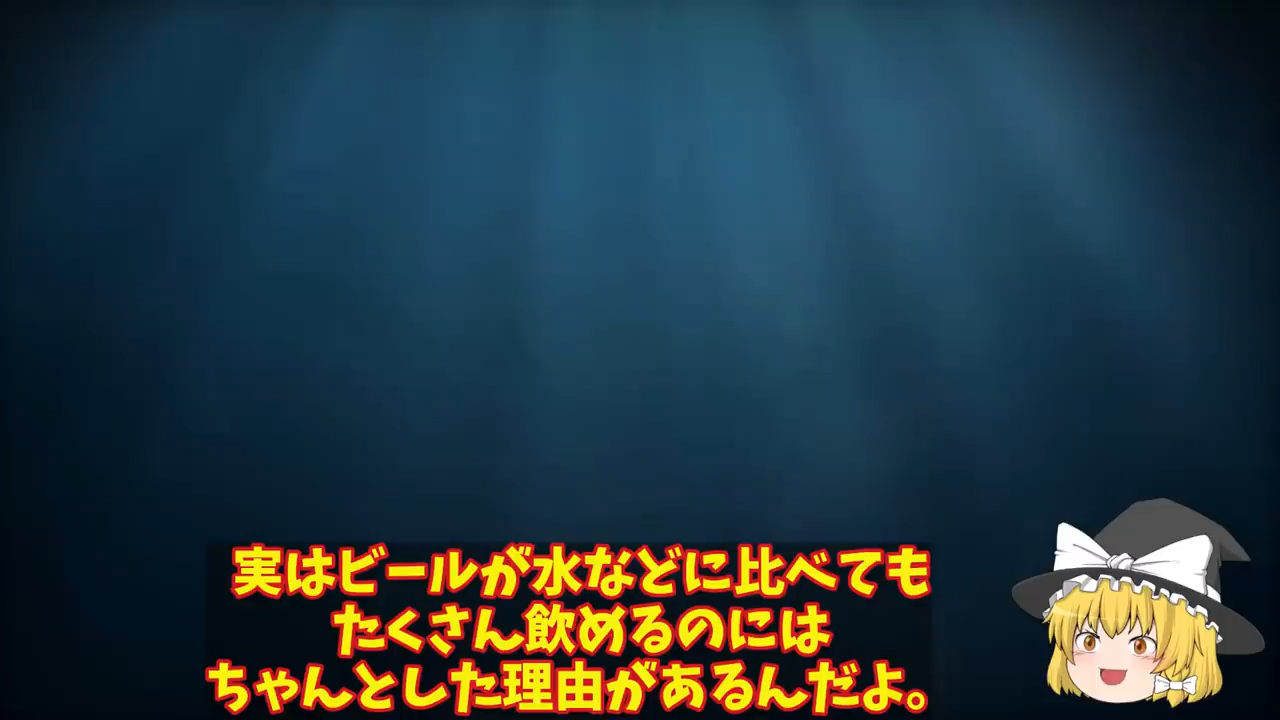 実はビールが水などに比べても
たくさん飲めるのには
ちゃんとした理由があるんだよ。